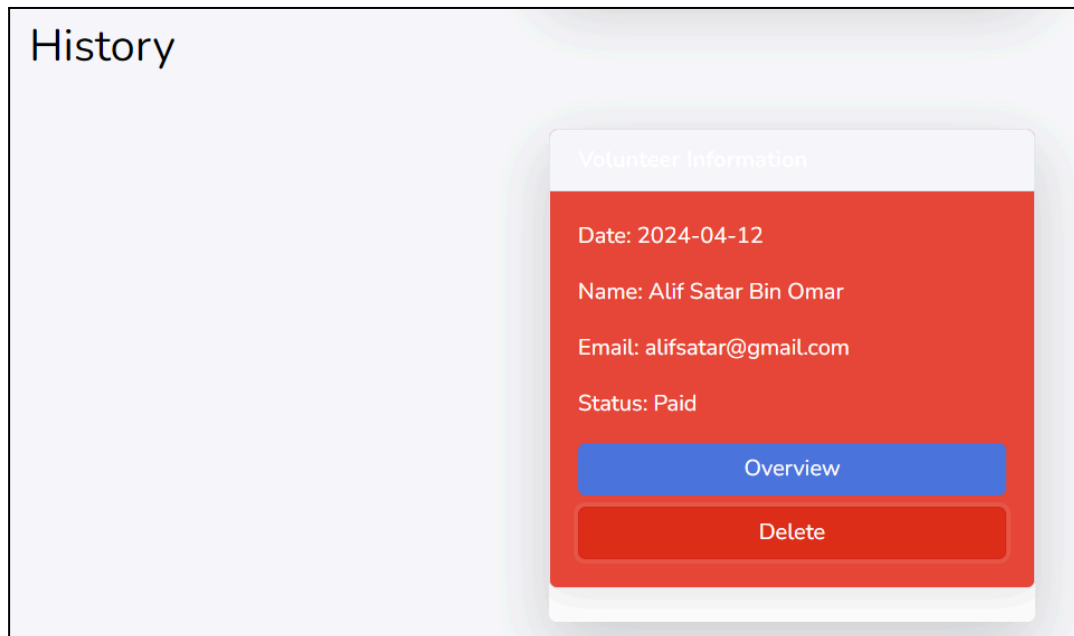 History
Volunteer Information
Date: 2024-04-12
Name: Alif Satar Bin Omar
Email: alifsatar@gmail.com
Status: Paid
Overview
Delete